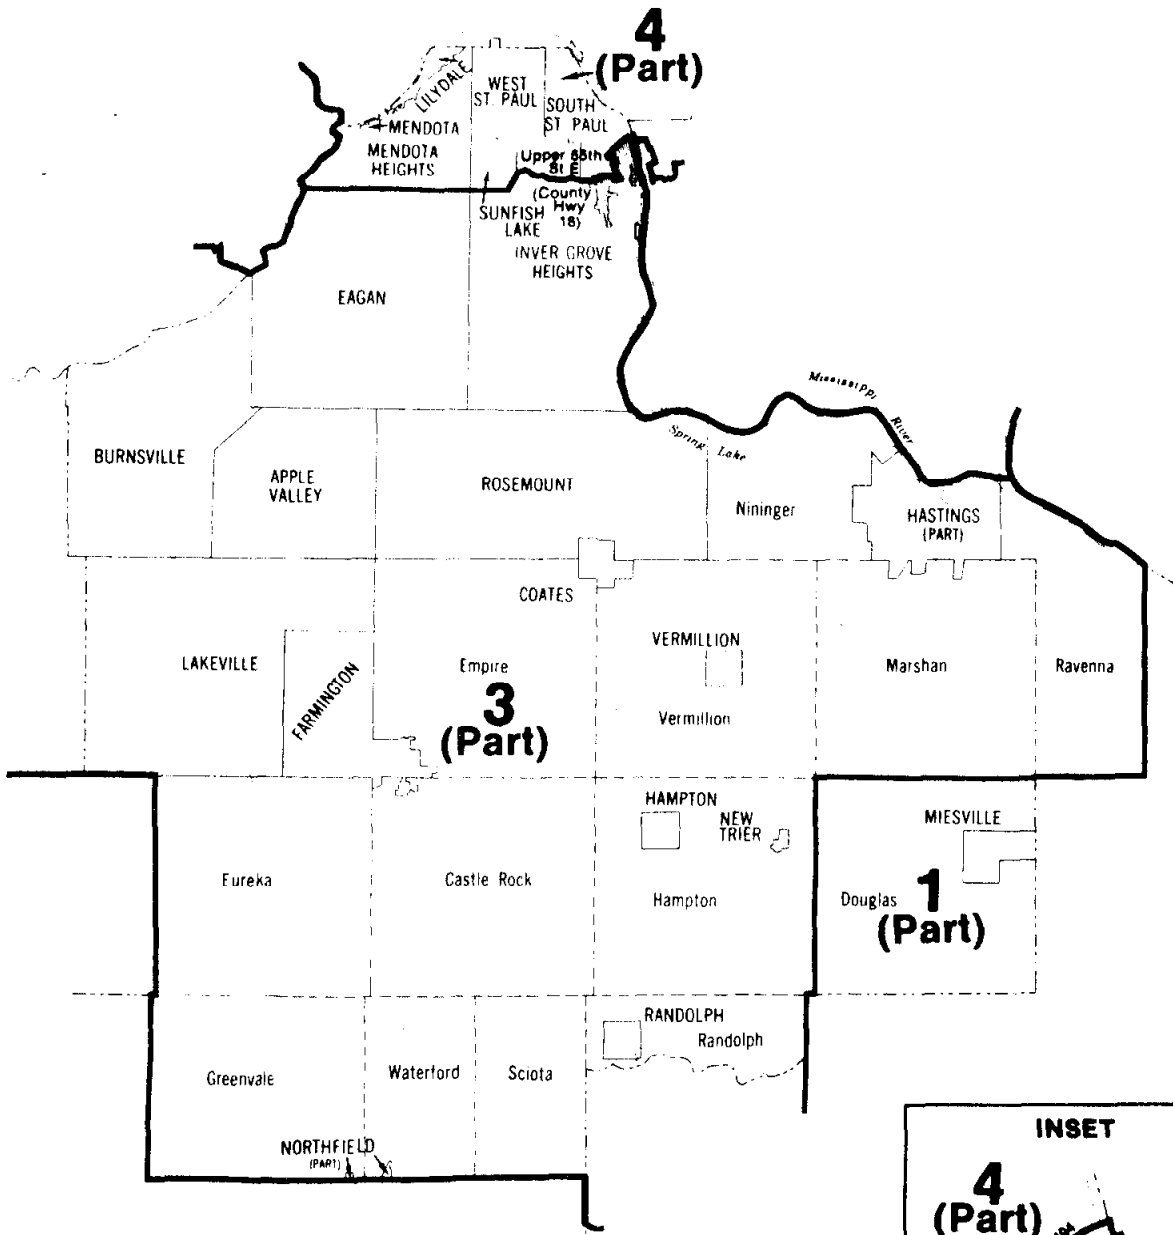 4
(Part)
LILYDALE
WEST
ST. PAUL
SOUTH
ST. PAUL
MENDOTA
MENDOTA
HEIGHTS
Upper 55th
St E
(County
Hwy
18)
SUNFISH
LAKE
INVER GROVE
HEIGHTS
EAGAN
Mississippi
River
Spring Lake
BURNSVILLE
APPLE
VALLEY
ROSEMOUNT
Nininger
HASTINGS
(PART)
COATES
LAKEVILLE
FARMINGTON
Empire
3
(Part)
VERMILLION
Vermillion
Marshan
Ravenna
HAMPTON
NEW
TRIER
MIESVILLE
Eureka
Castle Rock
Hampton
Douglas
1
(Part)
RANDOLPH
Randolph
Greenvale
Waterford
Sciota
NORTHFIELD
(PART)
INSET
4
(Part)